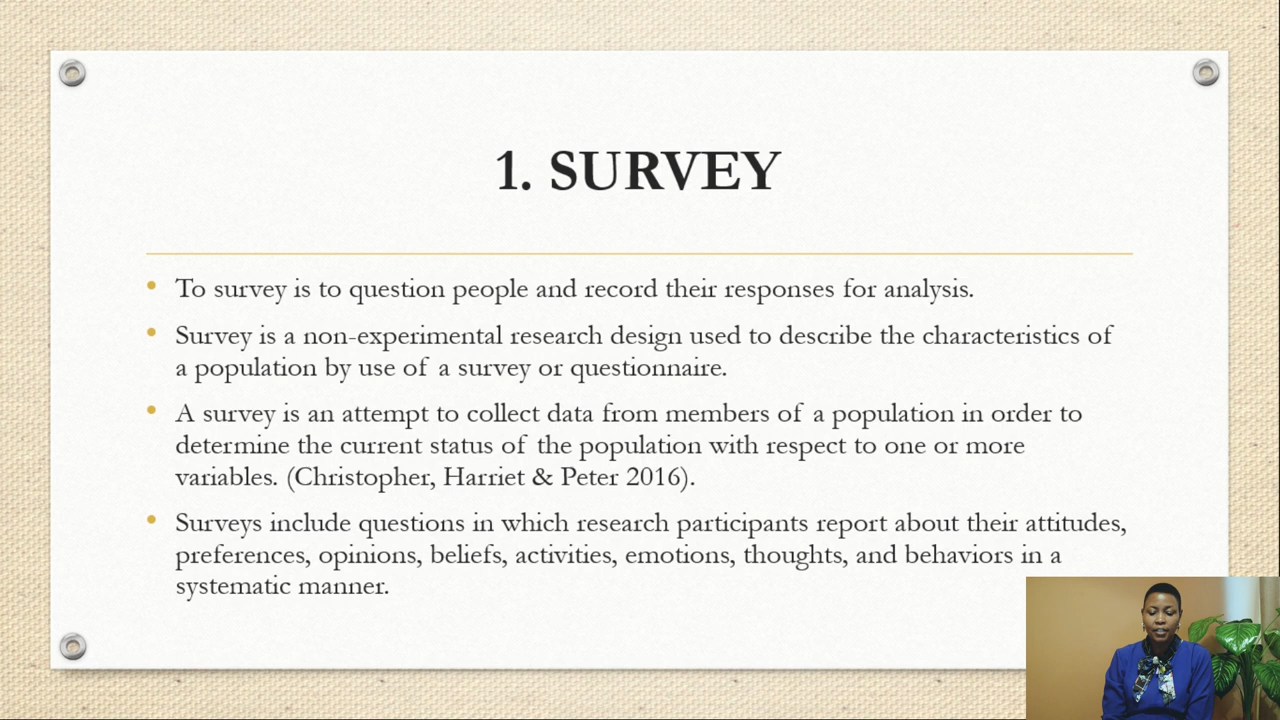 1. SURVEY
• To survey is to question people and record their responses for analysis.
• Survey is a non-experimental research design used to describe the characteristics of
a population by use of a survey or questionnaire.
• A survey is an attempt to collect data from members of a population in order to
determine the current status of the population with respect to one or more
variables. (Christopher, Harriet & Peter 2016).
• Surveys include questions in which research participants report about their attitudes,
preferences, opinions, beliefs, activities, emotions, thoughts, and behaviors in a
systematic manner.